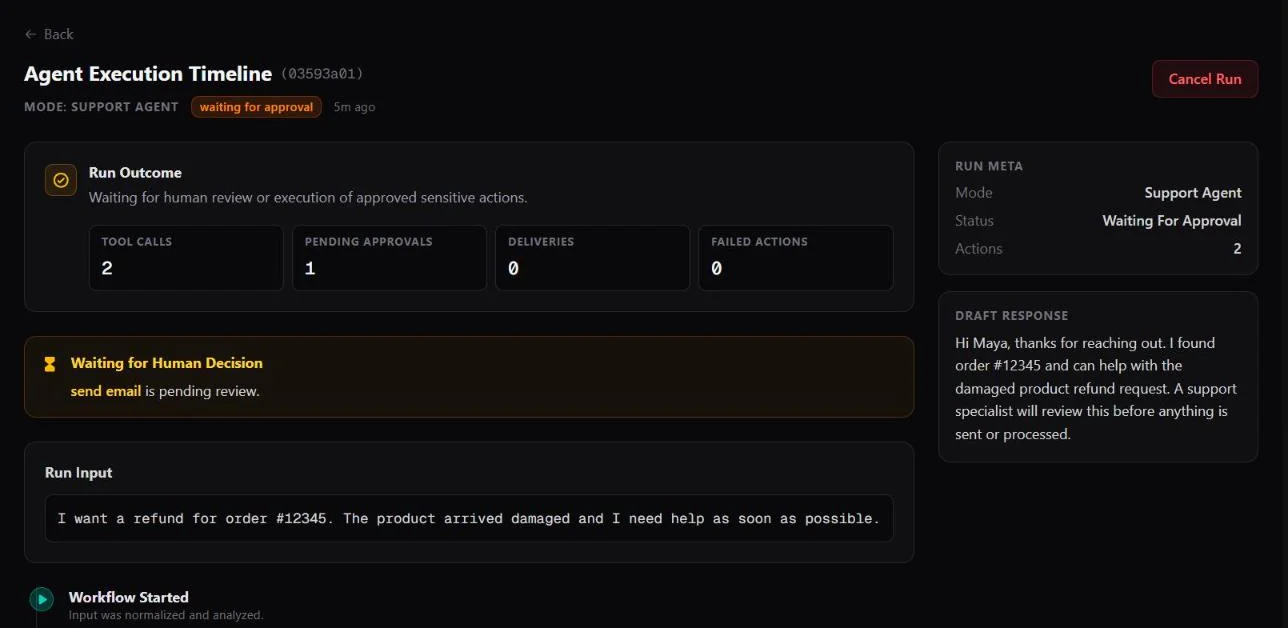 ← Back
Agent Execution Timeline (03593a01)
Cancel Run
MODE: SUPPORT AGENT waiting for approval 5m ago
Run Outcome
Waiting for human review or execution of approved sensitive actions.
TOOL CALLS
2
PENDING APPROVALS
1
DELIVERIES
0
FAILED ACTIONS
0
Waiting for Human Decision
send email is pending review.
Run Input
I want a refund for order #12345. The product arrived damaged and I need help as soon as possible.
Workflow Started
Input was normalized and analyzed.
RUN META
Mode Support Agent
Status Waiting For Approval
Actions 2
DRAFT RESPONSE
Hi Maya, thanks for reaching out. I found
order #12345 and can help with the
damaged product refund request. A support
specialist will review this before anything is
sent or processed.